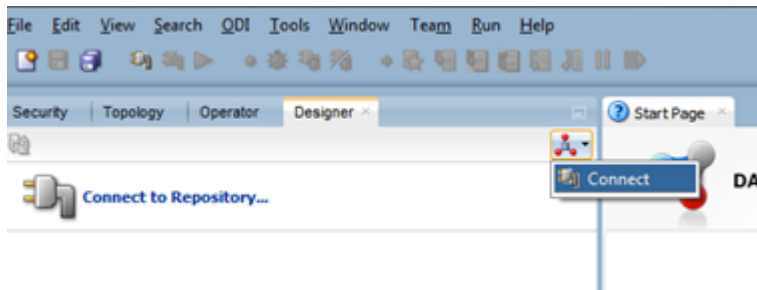 File Edit View Search ODI Tools Window Team Run Help
Security Topology Operator Designer Start Page
Connect to Repository...
Connect
DA